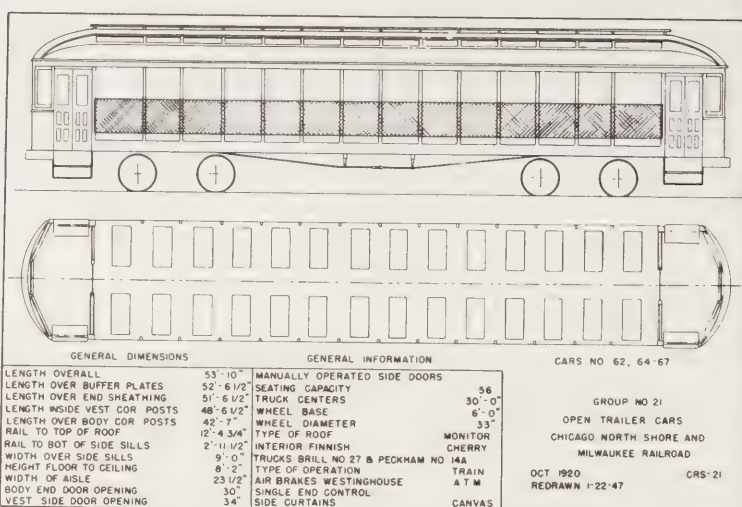 GENERAL DIMENSIONS
LENGTH OVERALL 53'-10"
LENGTH OVER BUFFER PLATES 52'-6 1/2"
LENGTH OVER END SHEATHING 51'-6 1/2"
LENGTH INSIDE VEST COR POSTS 48'-6 1/2"
LENGTH OVER BODY COR POSTS 42'-7"
RAIL TO TOP OF ROOF 12'-4 3/4"
RAIL TO BOT OF SIDE SILLS 2'-11 1/2"
WIDTH OVER SIDE SILLS 9'-0"
HEIGHT FLOOR TO CEILING 8'-2"
WIDTH OF AISLE 23 1/2"
BODY END DOOR OPENING 30"
VEST SIDE DOOR OPENING 34"
GENERAL INFORMATION
MANUALLY OPERATED SIDE DOORS
SEATING CAPACITY 56
TRUCK CENTERS 30'-0"
WHEEL BASE 6'-0"
WHEEL DIAMETER 33"
TYPE OF ROOF MONITOR
INTERIOR FINNISH CHERRY
TRUCKS BRILL NO 27 & PECKHAM NO 14A
TYPE OF OPERATION TRAIN
AIR BRAKES WESTINGHOUSE A T M
SINGLE END CONTROL
SIDE CURTAINS CANVAS
CARS NO 62, 64-67
GROUP NO 21
OPEN TRAILER CARS
CHICAGO NORTH SHORE AND
MILWAUKEE RAILROAD
OCT 1920 CRS-21
REDRAWN 1-22-47